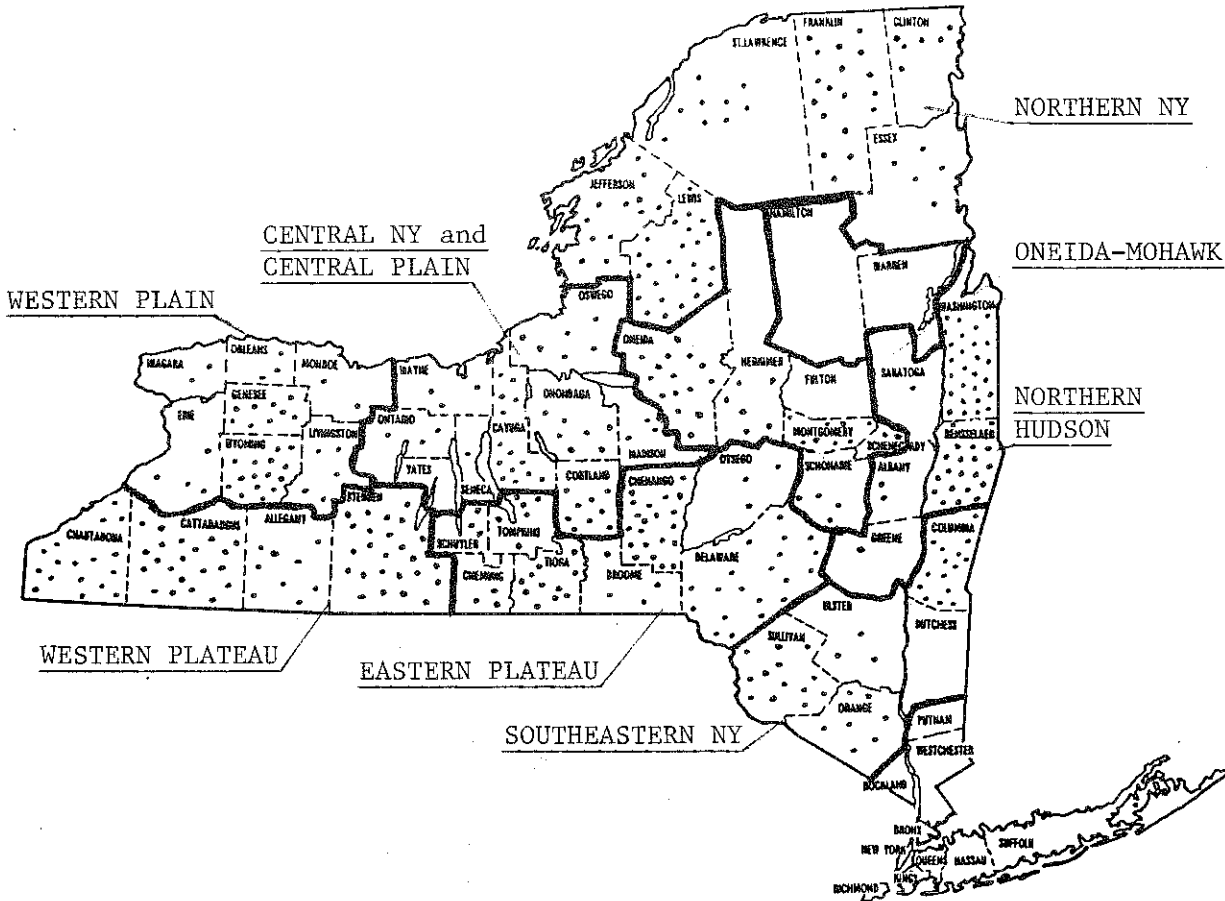 FRANKLIN
CLINTON
ST.LAWRENCE
NORTHERN NY
ESSEX
JEFFERSON
LEWIS
HAMILTON
CENTRAL NY and
CENTRAL PLAIN
ONEIDA-MOHAWK
WARREN
WESTERN PLAIN
OSWEGO
WASHINGTON
ONEIDA
NIAGARA
ORLEANS
MONROE
WAYNE
HERKIMER
FULTON
SARATOGA
GENESEE
ONONDAGA
NORTHERN
HUDSON
ERIE
ONTARIO
CAYUGA
MONTGOMERY
WYOMING
LIVINGSTON
MADISON
SCHENECTADY
RENSSELAER
OTSEGO
SCHOHARIE
ALBANY
YATES
SENECA
CORTLAND
CHENANGO
STEUBEN
CATTARAUGUS
ALLEGANY
CHAUTAUQUA
SCHUYLER
TOMPKINS
COLUMBIA
GREENE
TIOGA
DELAWARE
CHEMUNG
BROOME
ULSTER
DUTCHESS
SULLIVAN
WESTERN PLATEAU
EASTERN PLATEAU
ORANGE
PUTNAM
SOUTHEASTERN NY
WESTCHESTER
ROCKLAND
BRONX
NEW YORK
SUFFOLK
QUEENS
NASSAU
KINGS
RICHMOND